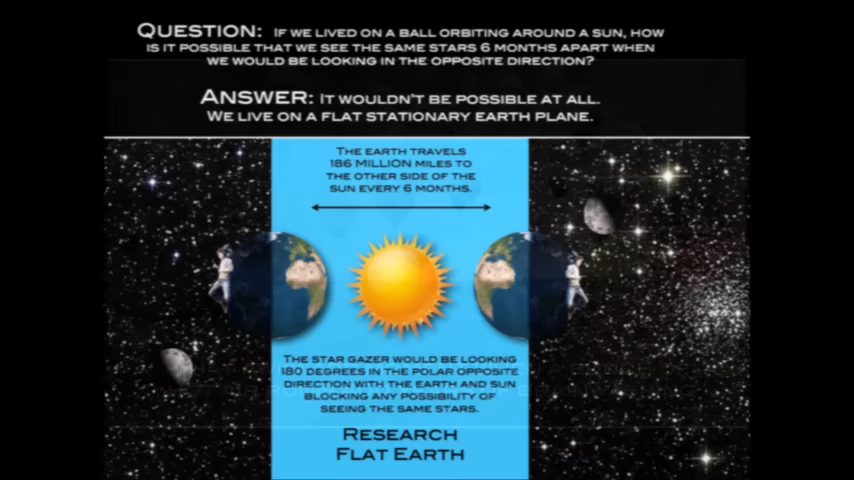 QUESTION: IF WE LIVED ON A BALL ORBITING AROUND A SUN, HOW
IS IT POSSIBLE THAT WE SEE THE SAME STARS 6 MONTHS APART WHEN
WE WOULD BE LOOKING IN THE OPPOSITE DIRECTION?
ANSWER: IT WOULDN'T BE POSSIBLE AT ALL.
WE LIVE ON A FLAT STATIONARY EARTH PLANE.
THE EARTH TRAVELS
186 MILLION MILES TO
THE OTHER SIDE OF THE
SUN EVERY 6 MONTHS.
THE STAR GAZER WOULD BE LOOKING
180 DEGREES IN THE POLAR OPPOSITE
DIRECTION WITH THE EARTH AND SUN
BLOCKING ANY POSSIBILITY OF
SEEING THE SAME STARS.
RESEARCH
FLAT EARTH